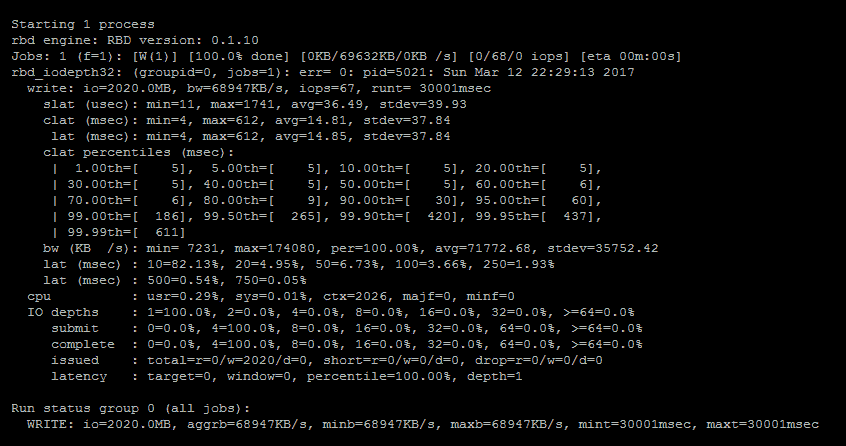 Starting 1 process
rbd engine: RBD version: 0.1.10
Jobs: 1 (f=1): [W(1)] [100.0% done] [0KB/69632KB/0KB /s] [0/68/0 iops] [eta 00m:00s]
rbd_iodepth32: (groupid=0, jobs=1): err= 0: pid=5021: Sun Mar 12 22:29:13 2017
  write: io=2020.0MB, bw=68947KB/s, iops=67, runt= 30001msec
    slat (usec): min=11, max=1741, avg=36.49, stdev=39.93
    clat (msec): min=4, max=612, avg=14.81, stdev=37.84
     lat (msec): min=4, max=612, avg=14.85, stdev=37.84
    clat percentiles (msec):
     |  1.00th=[    5],  5.00th=[    5], 10.00th=[    5], 20.00th=[    5],
     | 30.00th=[    5], 40.00th=[    5], 50.00th=[    5], 60.00th=[    6],
     | 70.00th=[    6], 80.00th=[    9], 90.00th=[   30], 95.00th=[   60],
     | 99.00th=[  186], 99.50th=[  265], 99.90th=[  420], 99.95th=[  437],
     | 99.99th=[  611]
    bw (KB  /s): min= 7231, max=174080, per=100.00%, avg=71772.68, stdev=35752.42
    lat (msec) : 10=82.13%, 20=4.95%, 50=6.73%, 100=3.66%, 250=1.93%
    lat (msec) : 500=0.54%, 750=0.05%
  cpu          : usr=0.29%, sys=0.01%, ctx=2026, majf=0, minf=0
  IO depths    : 1=100.0%, 2=0.0%, 4=0.0%, 8=0.0%, 16=0.0%, 32=0.0%, >=64=0.0%
     submit    : 0=0.0%, 4=100.0%, 8=0.0%, 16=0.0%, 32=0.0%, 64=0.0%, >=64=0.0%
     complete  : 0=0.0%, 4=100.0%, 8=0.0%, 16=0.0%, 32=0.0%, 64=0.0%, >=64=0.0%
     issued    : total=r=0/w=2020/d=0, short=r=0/w=0/d=0, drop=r=0/w=0/d=0
     latency   : target=0, window=0, percentile=100.00%, depth=1

Run status group 0 (all jobs):
  WRITE: io=2020.0MB, aggrb=68947KB/s, minb=68947KB/s, maxb=68947KB/s, mint=30001msec, maxt=30001msec